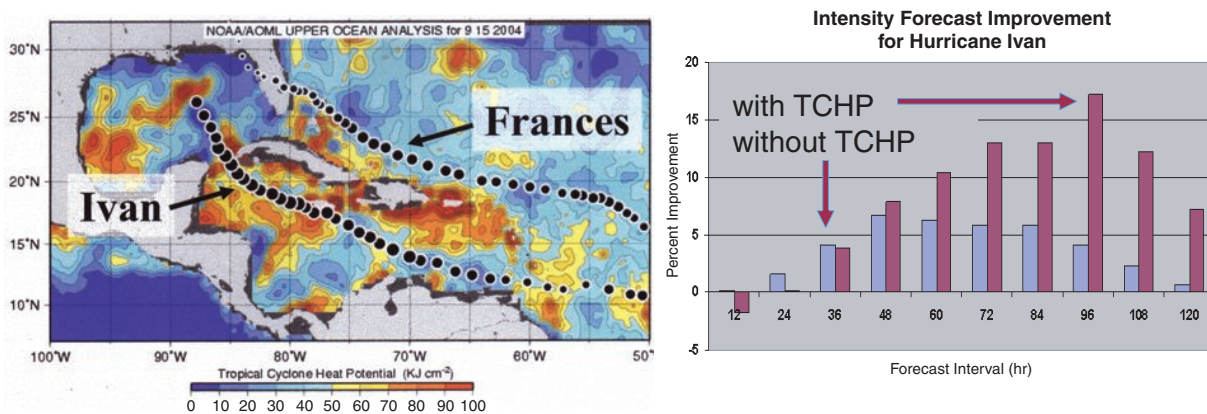 NOAA/AOML UPPER OCEAN ANALYSIS for 9 15 2004
30°N
25°N
20°N
15°N
10°N
Frances
Ivan
100°W
90°W
80°W
70°W
60°W
50°
Tropical Cyclone Heat Potential (KJ cm⁻²)
0 10 20 30 40 50 60 70 80 90 100
Intensity Forecast Improvement
for Hurricane Ivan
with TCHP
without TCHP
Percent Improvement
20
15
10
5
0
-5
12 24 36 48 60 72 84 96 108 120
Forecast Interval (hr)